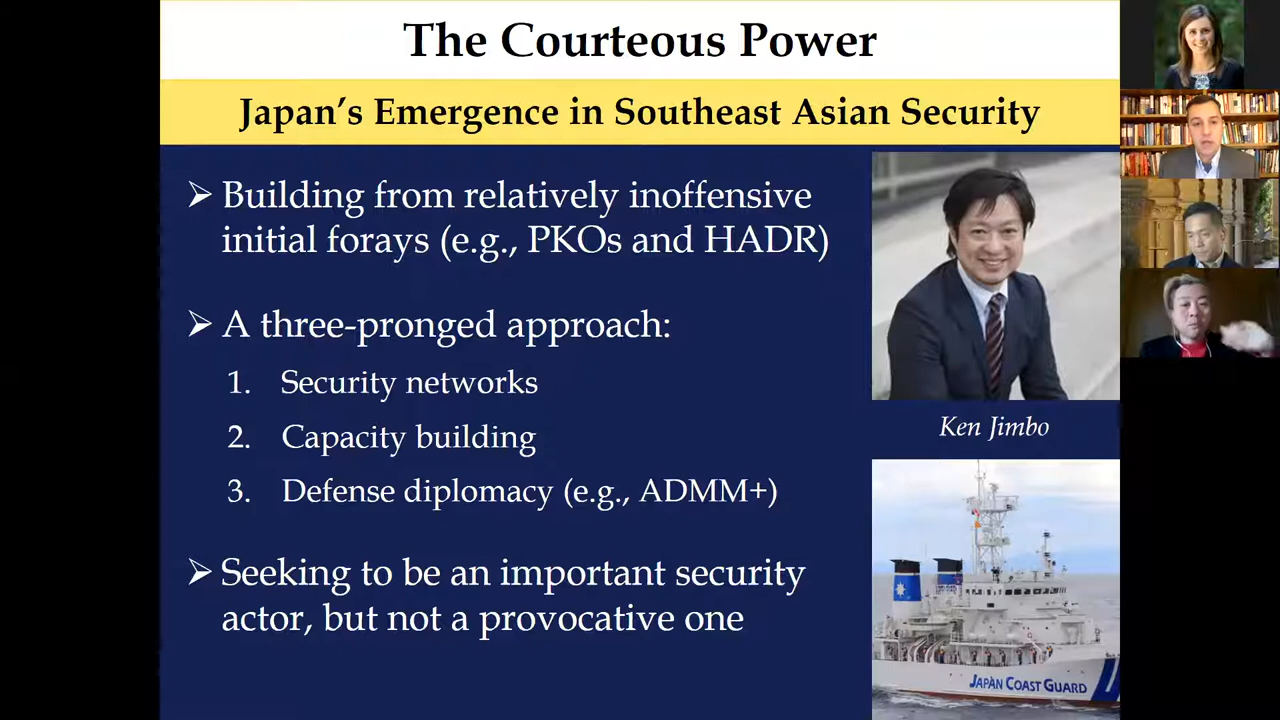 The Courteous Power
Japan's Emergence in Southeast Asian Security
➢ Building from relatively inoffensive
initial forays (e.g., PKOs and HADR)
➢ A three-pronged approach:
1. Security networks
2. Capacity building
3. Defense diplomacy (e.g., ADMM+)
➢ Seeking to be an important security
actor, but not a provocative one
Ken Jimbo
JAPAN COAST GUARD